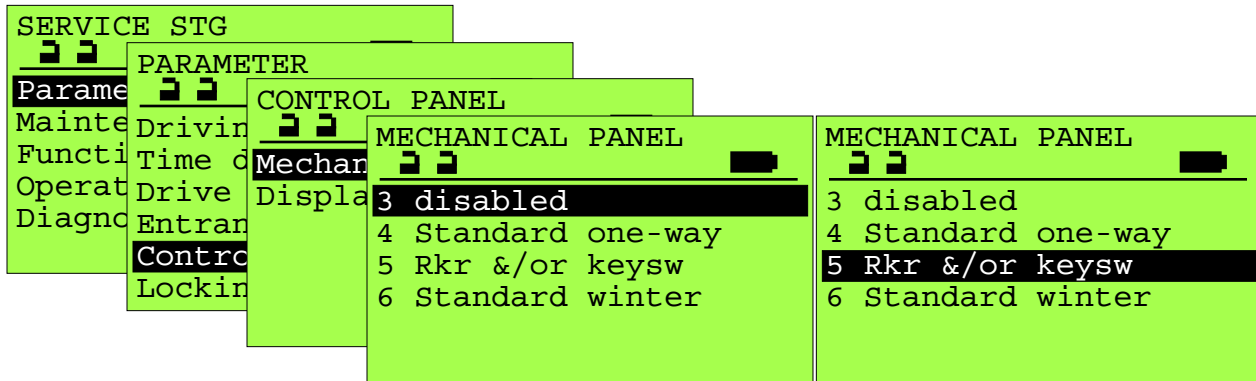 SERVICE STG
Parame
Mainte
Functi
Operat
Diagno
PARAMETER
Drivin
Time d
Drive
Entran
Contro
Lockin
CONTROL PANEL
Mechan
Displa
MECHANICAL PANEL
3 disabled
4 Standard one-way
5 Rkr &/or keysw
6 Standard winter
MECHANICAL PANEL
3 disabled
4 Standard one-way
5 Rkr &/or keysw
6 Standard winter